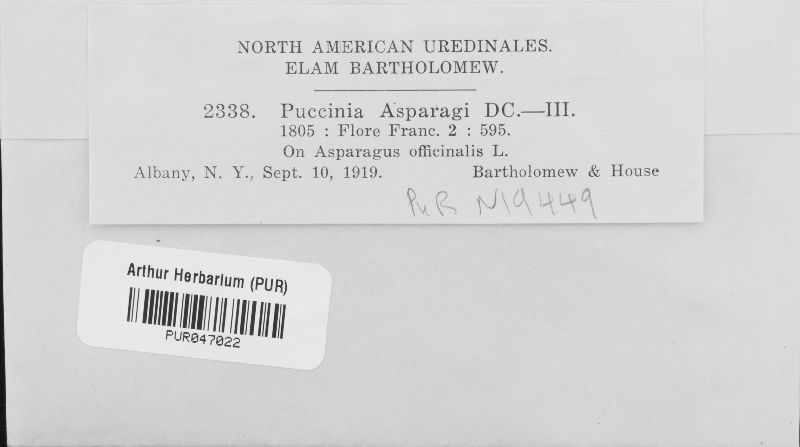 NORTH AMERICAN UREDINALES.
ELAM BARTHOLOMEW.
2338. Puccinia Asparagi DC.—III.
1805 : Flore Franc. 2 : 595.
On Asparagus officinalis L.
Albany, N. Y., Sept. 10, 1919. Bartholomew & House
PuR N19449
Arthur Herbarium (PUR)
PUR047022